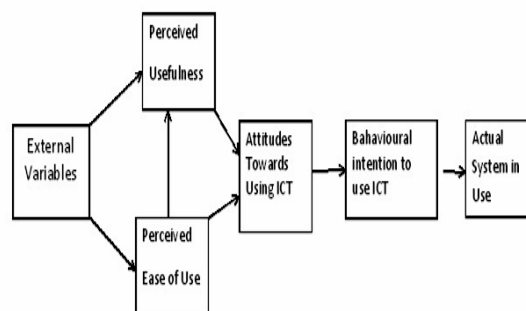 Perceived
Usefulness
External
Variables
Perceived
Ease of Use
Attitudes
Towards
Using ICT
Bahavioural
intention to
use ICT
Actual
System in
Use